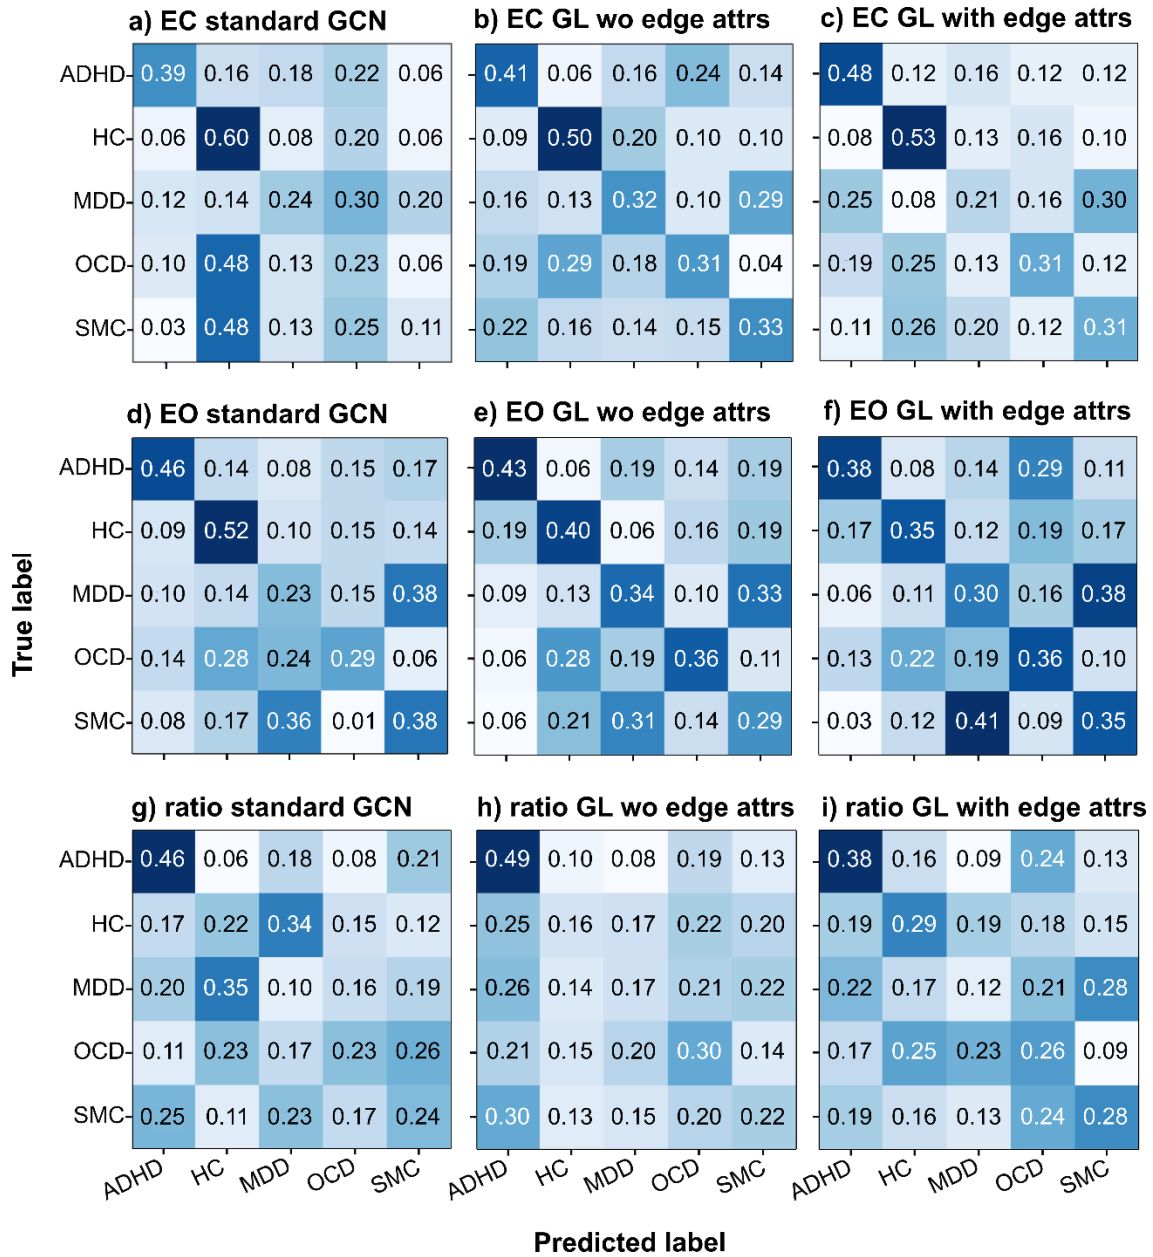 a) EC standard GCN b) EC GL wo edge attrs c) EC GL with edge attrs
ADHD 0.39 0.16 0.18 0.22 0.06 0.41 0.06 0.16 0.24 0.14 0.48 0.12 0.16 0.12 0.12
HC 0.06 0.60 0.08 0.20 0.06 0.09 0.50 0.20 0.10 0.10 0.08 0.53 0.13 0.16 0.10
MDD 0.12 0.14 0.24 0.30 0.20 0.16 0.13 0.32 0.10 0.29 0.25 0.08 0.21 0.16 0.30
OCD 0.10 0.48 0.13 0.23 0.06 0.19 0.29 0.18 0.31 0.04 0.19 0.25 0.13 0.31 0.12
SMC 0.03 0.48 0.13 0.25 0.11 0.22 0.16 0.14 0.15 0.33 0.11 0.26 0.20 0.12 0.31
d) EO standard GCN e) EO GL wo edge attrs f) EO GL with edge attrs
ADHD 0.46 0.14 0.08 0.15 0.17 0.43 0.06 0.19 0.14 0.19 0.38 0.08 0.14 0.29 0.11
HC 0.09 0.52 0.10 0.15 0.14 0.19 0.40 0.06 0.16 0.19 0.17 0.35 0.12 0.19 0.17
MDD 0.10 0.14 0.23 0.15 0.38 0.09 0.13 0.34 0.10 0.33 0.06 0.11 0.30 0.16 0.38
OCD 0.14 0.28 0.24 0.29 0.06 0.06 0.28 0.19 0.36 0.11 0.13 0.22 0.19 0.36 0.10
SMC 0.08 0.17 0.36 0.01 0.38 0.06 0.21 0.31 0.14 0.29 0.03 0.12 0.41 0.09 0.35
True label
g) ratio standard GCN h) ratio GL wo edge attrs i) ratio GL with edge attrs
ADHD 0.46 0.06 0.18 0.08 0.21 0.49 0.10 0.08 0.19 0.13 0.38 0.16 0.09 0.24 0.13
HC 0.17 0.22 0.34 0.15 0.12 0.25 0.16 0.17 0.22 0.20 0.19 0.29 0.19 0.18 0.15
MDD 0.20 0.35 0.10 0.16 0.19 0.26 0.14 0.17 0.21 0.22 0.22 0.17 0.12 0.21 0.28
OCD 0.11 0.23 0.17 0.23 0.26 0.21 0.15 0.20 0.30 0.14 0.17 0.25 0.23 0.26 0.09
SMC 0.25 0.11 0.23 0.17 0.24 0.30 0.13 0.15 0.20 0.22 0.19 0.16 0.13 0.24 0.28
ADHD HC MDD OCD SMC ADHD HC MDD OCD SMC ADHD HC MDD OCD SMC
Predicted label